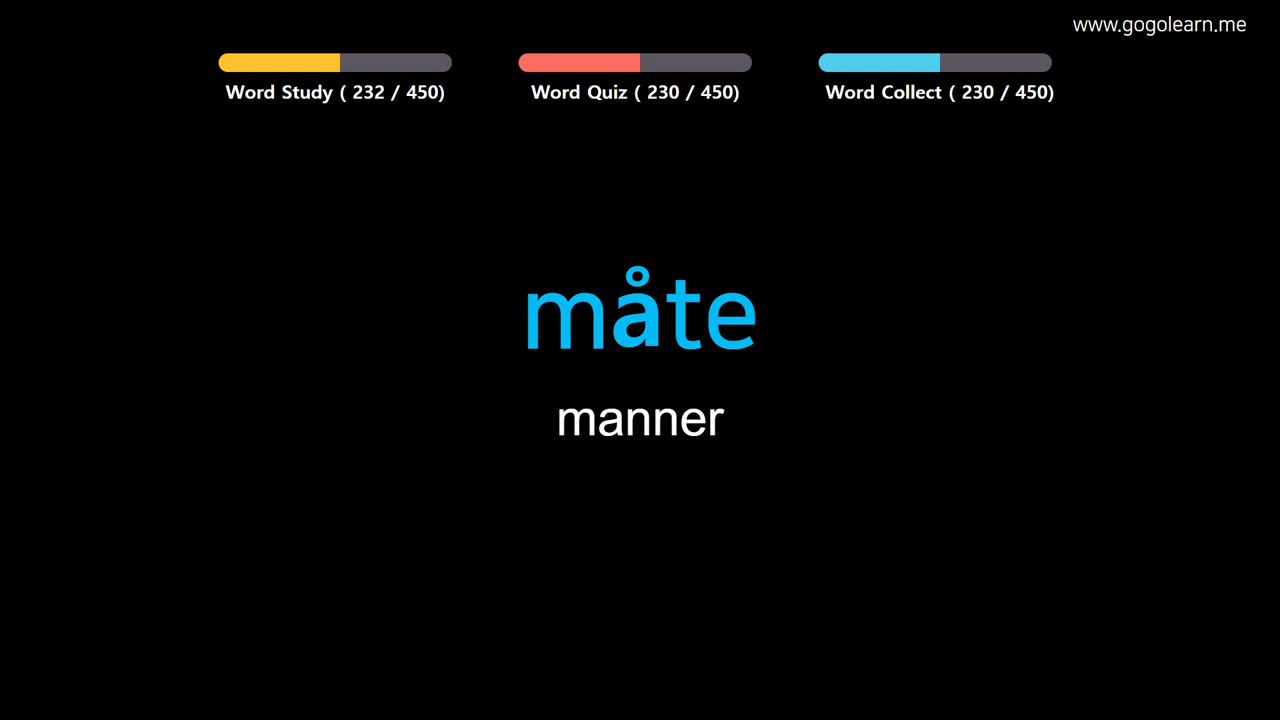 www.gogolearn.me
Word Study ( 232 / 450)
Word Quiz ( 230 / 450)
Word Collect ( 230 / 450)
måte
manner